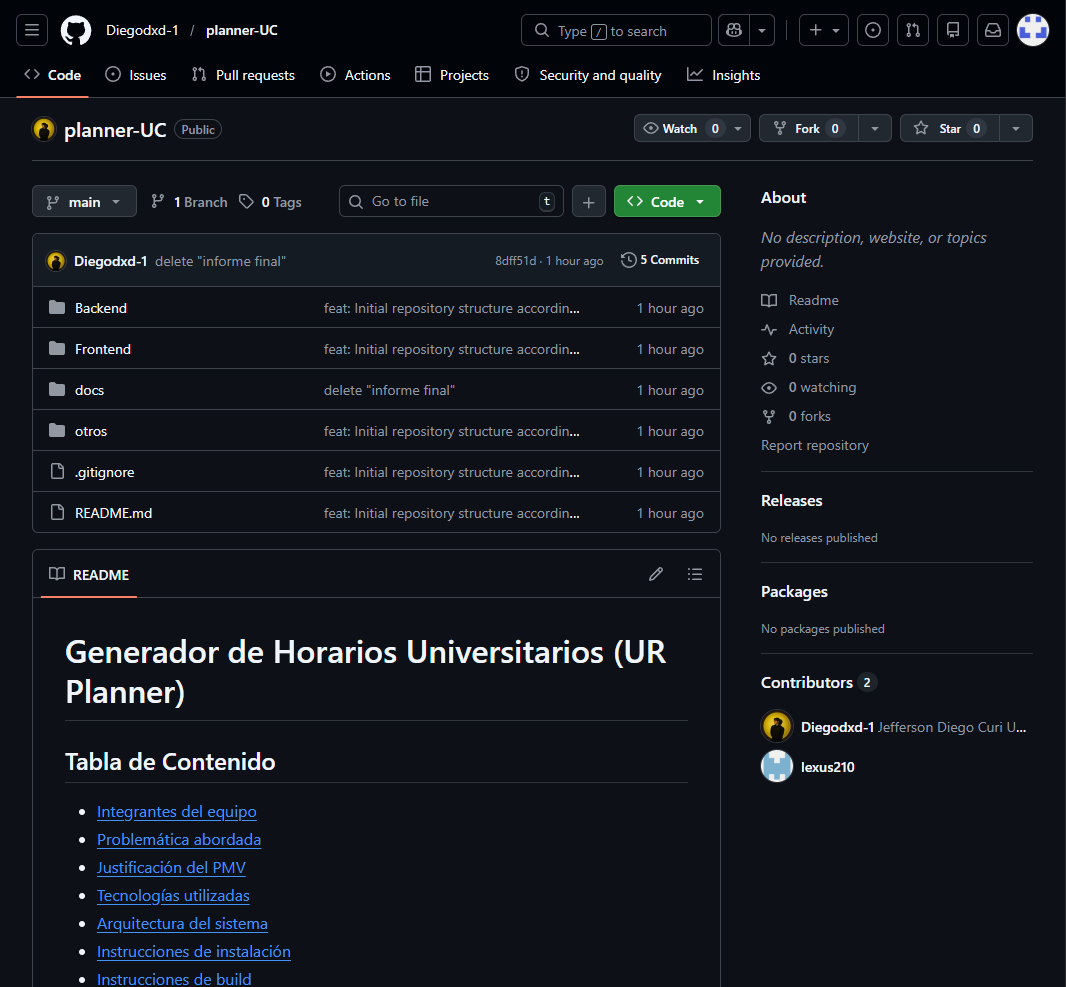 Diegodxd-1 / planner-UC
Type / to search
Code Issues Pull requests Actions Projects Security and quality Insights
planner-UC Public
Watch 0 Fork 0 Star 0
main 1 Branch 0 Tags Go to file t Code
Diegodxd-1 delete "informe final" 8dff51d · 1 hour ago 5 Commits
Backend feat: Initial repository structure accordin... 1 hour ago
Frontend feat: Initial repository structure accordin... 1 hour ago
docs delete "informe final" 1 hour ago
otros feat: Initial repository structure accordin... 1 hour ago
.gitignore feat: Initial repository structure accordin... 1 hour ago
README.md feat: Initial repository structure accordin... 1 hour ago
README
Generador de Horarios Universitarios (UR
Planner)
Tabla de Contenido
Integrantes del equipo
Problemática abordada
Justificación del PMV
Tecnologías utilizadas
Arquitectura del sistema
Instrucciones de instalación
Instrucciones de build
About
No description, website, or topics
provided.
Readme
Activity
0 stars
0 watching
0 forks
Report repository
Releases
No releases published
Packages
No packages published
Contributors 2
Diegodxd-1 Jefferson Diego Curi U...
lexus210